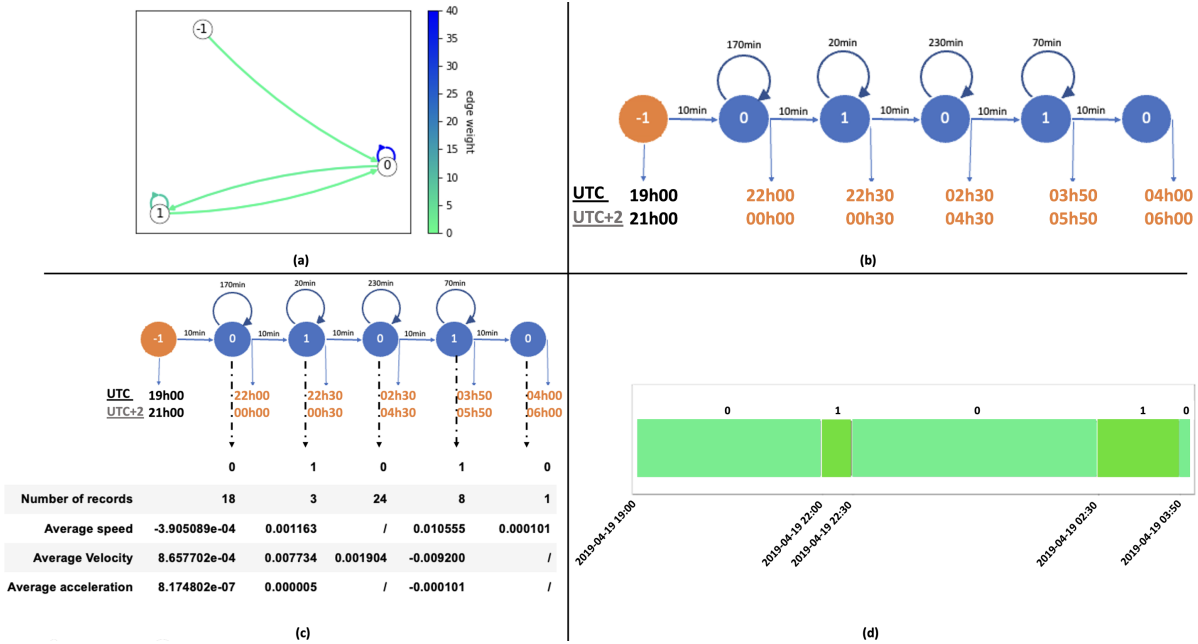 -1
0
1
40
35
30
25
20
15
10
5
0
edge weight
(a)
170min 20min 230min 70min
-1 10min 0 10min 1 10min 0 10min 1 10min 0
UTC 19h00 22h00 22h30 02h30 03h50 04h00
UTC+2 21h00 00h00 00h30 04h30 05h50 06h00
(b)
170min 20min 230min 70min
-1 10min 0 10min 1 10min 0 10min 1 10min 0
UTC 19h00 22h00 22h30 02h30 03h50 04h00
UTC+2 21h00 00h00 00h30 04h30 05h50 06h00
0 1 0 1 0
Number of records 18 3 24 8 1
Average speed -3.905089e-04 0.001163 / 0.010555 0.000101
Average Velocity 8.657702e-04 0.007734 0.001904 -0.009200 /
Average acceleration 8.174802e-07 0.000005 / -0.000101 /
(c)
0 1 0 1 0
2019-04-19 19:00
2019-04-19 22:00
2019-04-19 22:30
2019-04-19 02:30
2019-04-19 03:50
(d)